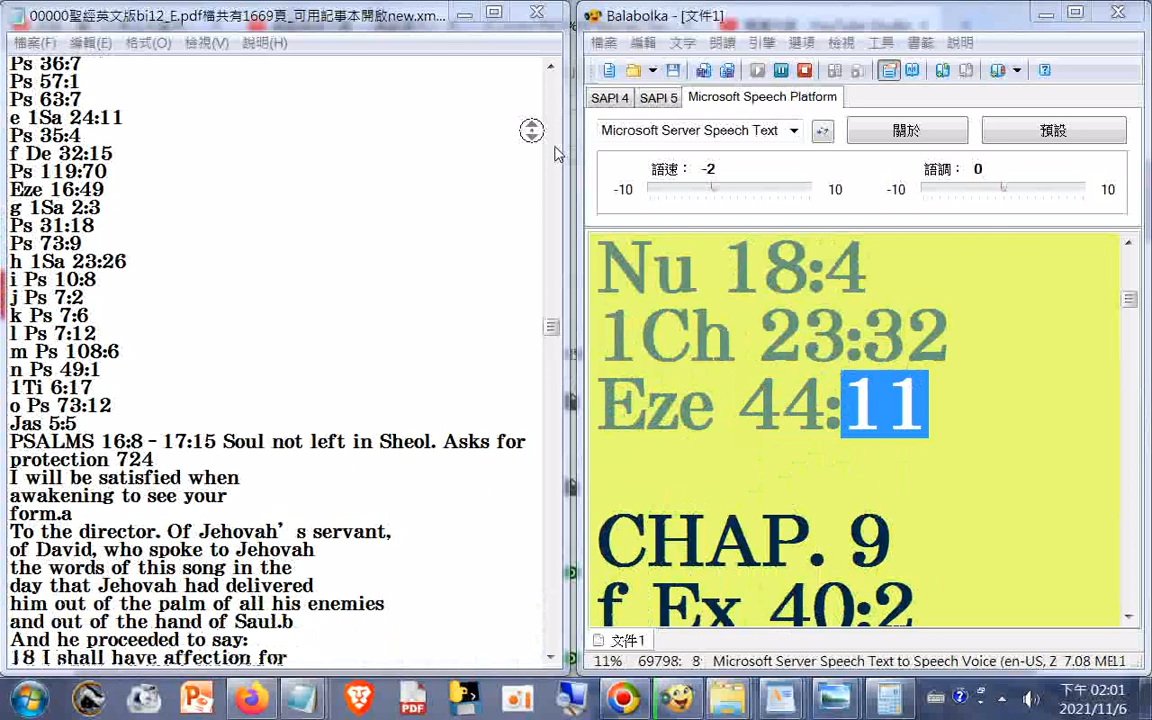 00000聖經英文版bi12_E.pdf檔共有1669頁_可用記事本開啟new.xm...
檔案(F) 編輯(E) 格式(O) 檢視(V) 說明(H)
Ps 36:7
Ps 57:1
Ps 63:7
e 1Sa 24:11
Ps 35:4
f De 32:15
Ps 119:70
Eze 16:49
g 1Sa 2:3
Ps 31:18
Ps 73:9
h 1Sa 23:26
i Ps 10:8
j Ps 7:2
k Ps 7:6
l Ps 7:12
m Ps 108:6
n Ps 49:1
1Ti 6:17
o Ps 73:12
Jas 5:5
PSALMS 16:8 - 17:15 Soul not left in Sheol. Asks for
protection 724
I will be satisfied when
awakening to see your
form.a
To the director. Of Jehovah’s servant,
of David, who spoke to Jehovah
the words of this song in the
day that Jehovah had delivered
him out of the palm of all his enemies
and out of the hand of Saul.b
And he proceeded to say:
18 I shall have affection for
Balabolka - [文件1]
檔案 編輯 文字 朗讀 引擎 選項 檢視 工具 書籤 說明
SAPI 4 SAPI 5 Microsoft Speech Platform
Microsoft Server Speech Text 關於 預設
語速： -2 語調： 0
-10 10 -10 10
Nu 18:4
1Ch 23:32
Eze 44:11
CHAP. 9
f Ex 40:2
文件1
11% 69798: 8 Microsoft Server Speech Text to Speech Voice (en-US, Z 7.08 ME11
下午 02:01
2021/11/6